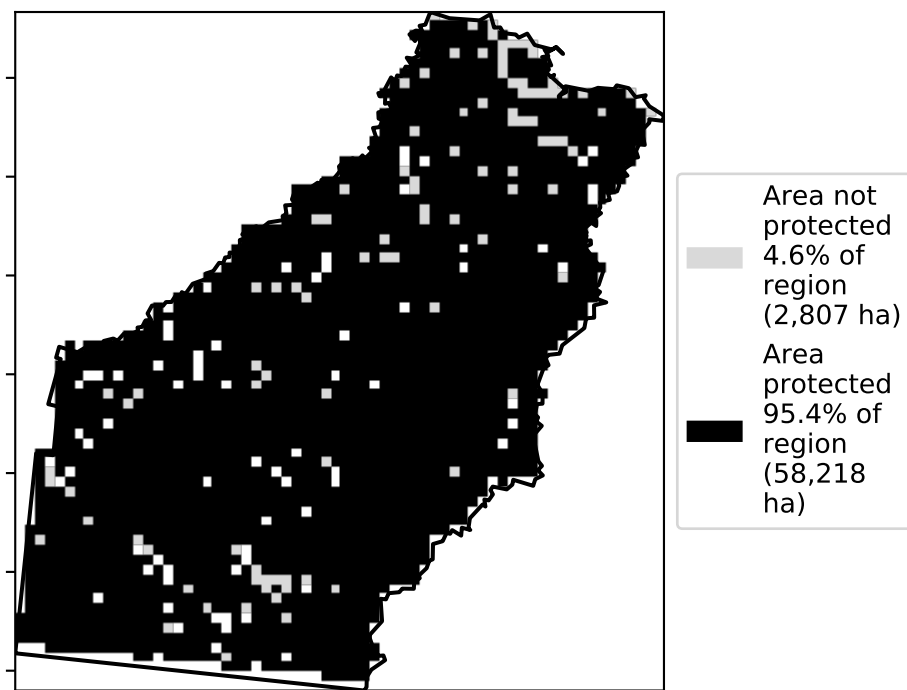 Area not
protected
4.6% of
region
(2,807 ha)
Area
protected
95.4% of
region
(58,218
ha)